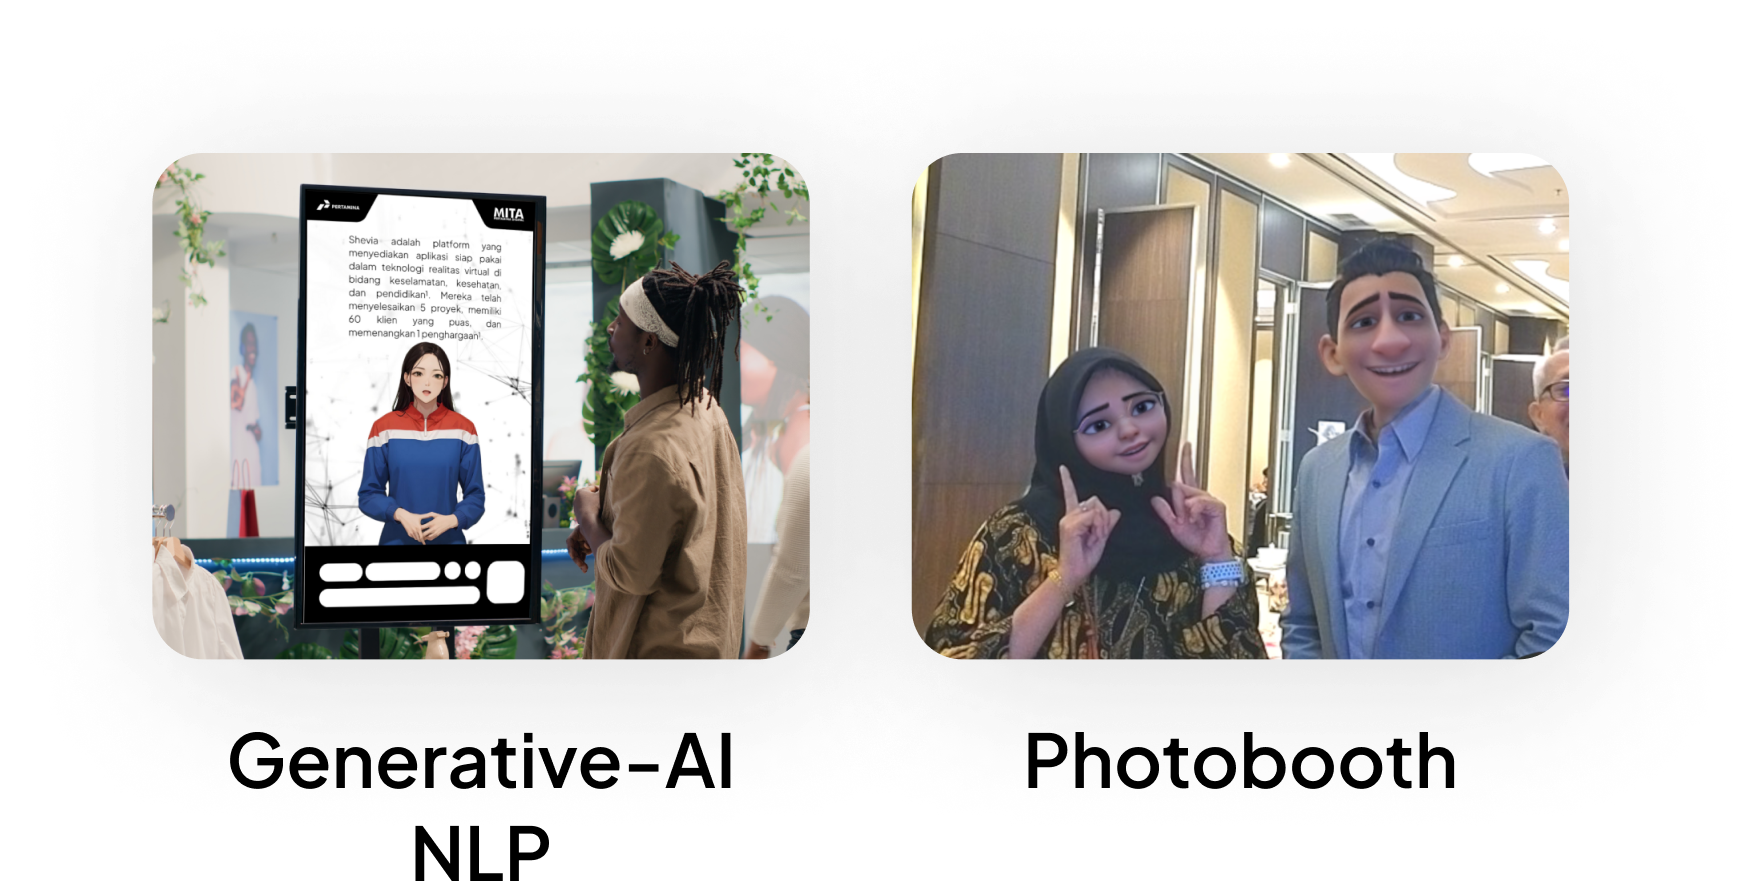 PERTAMINA
MITA
Shevia adalah platform yang
menyediakan aplikasi siap pakai
dalam teknologi realitas virtual di
bidang keselamatan, kesehatan,
dan pendidikan¹. Mereka telah
menyelesaikan 5 proyek, memiliki
60 klien yang puas, dan
memenangkan 1 penghargaan¹.
Generative-AI
NLP
Photobooth